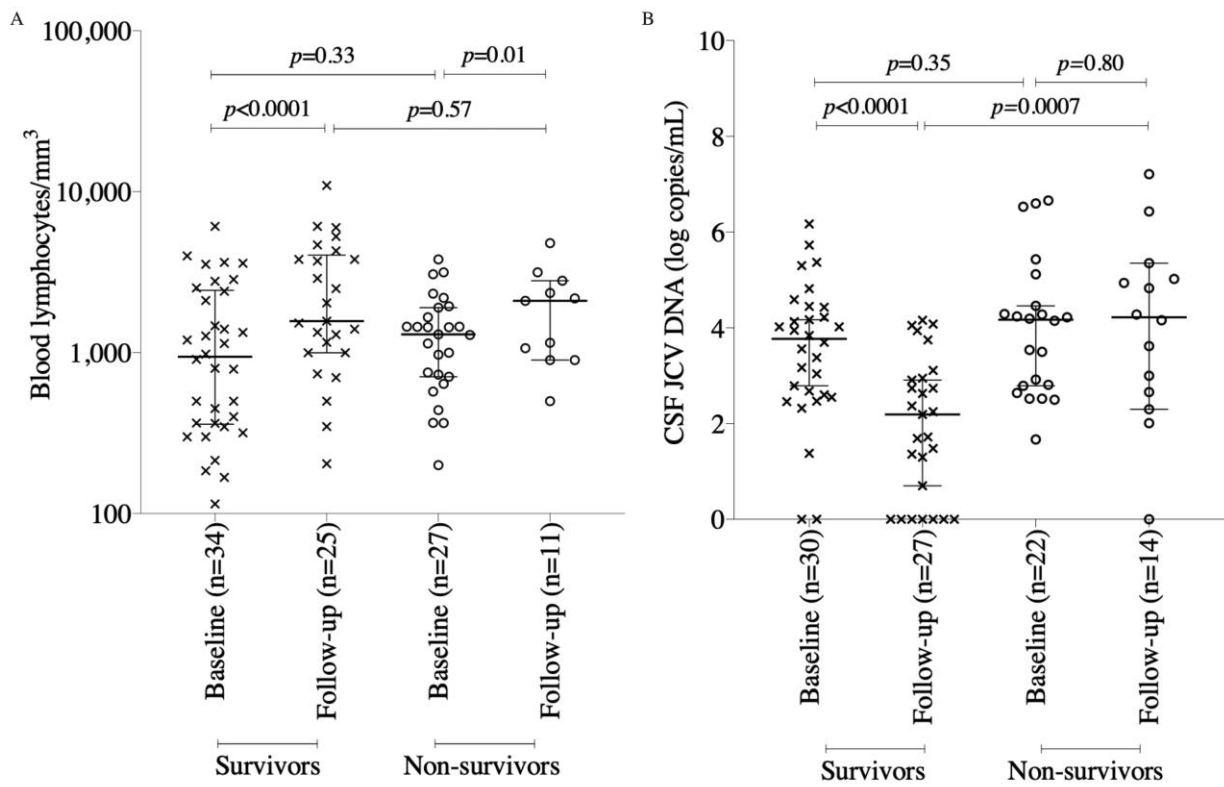 A
Blood lymphocytes/mm³
100,000
10,000
1,000
100
p=0.33
p=0.01
p<0.0001
p=0.57
Baseline (n=34)
Follow-up (n=25)
Baseline (n=27)
Follow-up (n=11)
Survivors
Non-survivors
B
CSF JCV DNA (log copies/mL)
10
8
6
4
2
0
p=0.35
p=0.80
p<0.0001
p=0.0007
Baseline (n=30)
Follow-up (n=27)
Baseline (n=22)
Follow-up (n=14)
Survivors
Non-survivors